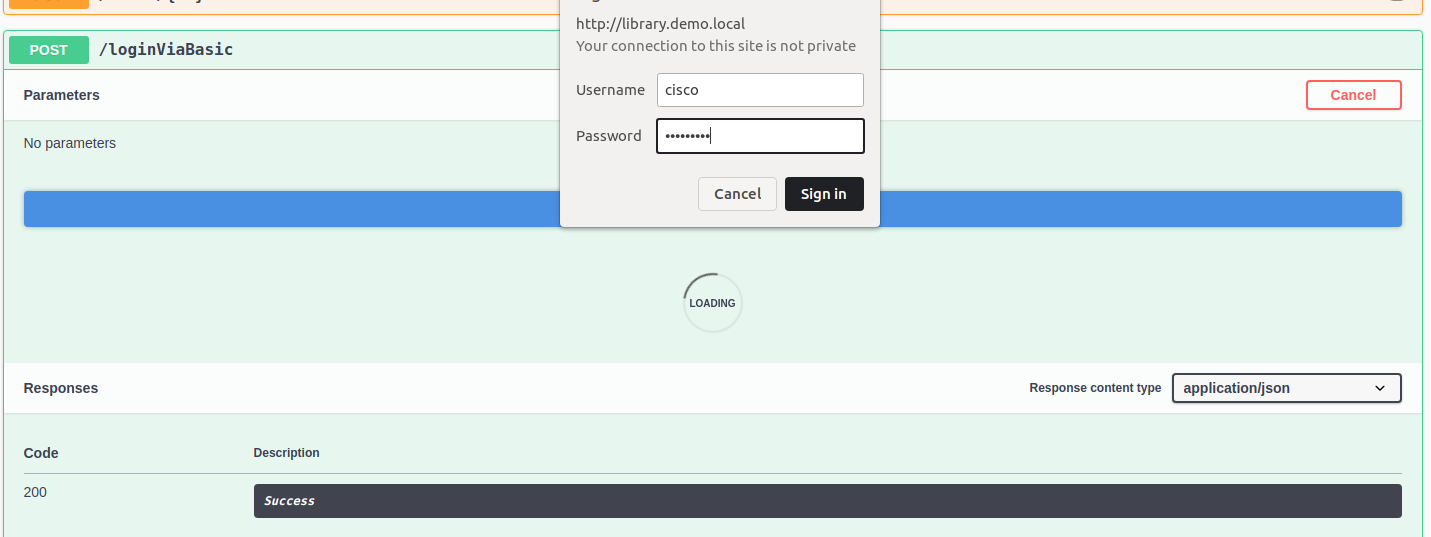 http://library.demo.local
Your connection to this site is not private
POST /loginViaBasic
Username cisco
Parameters Cancel
Password •••••••••
No parameters
Cancel Sign in
LOADING
Responses Response content type application/json
Code Description
200 Success